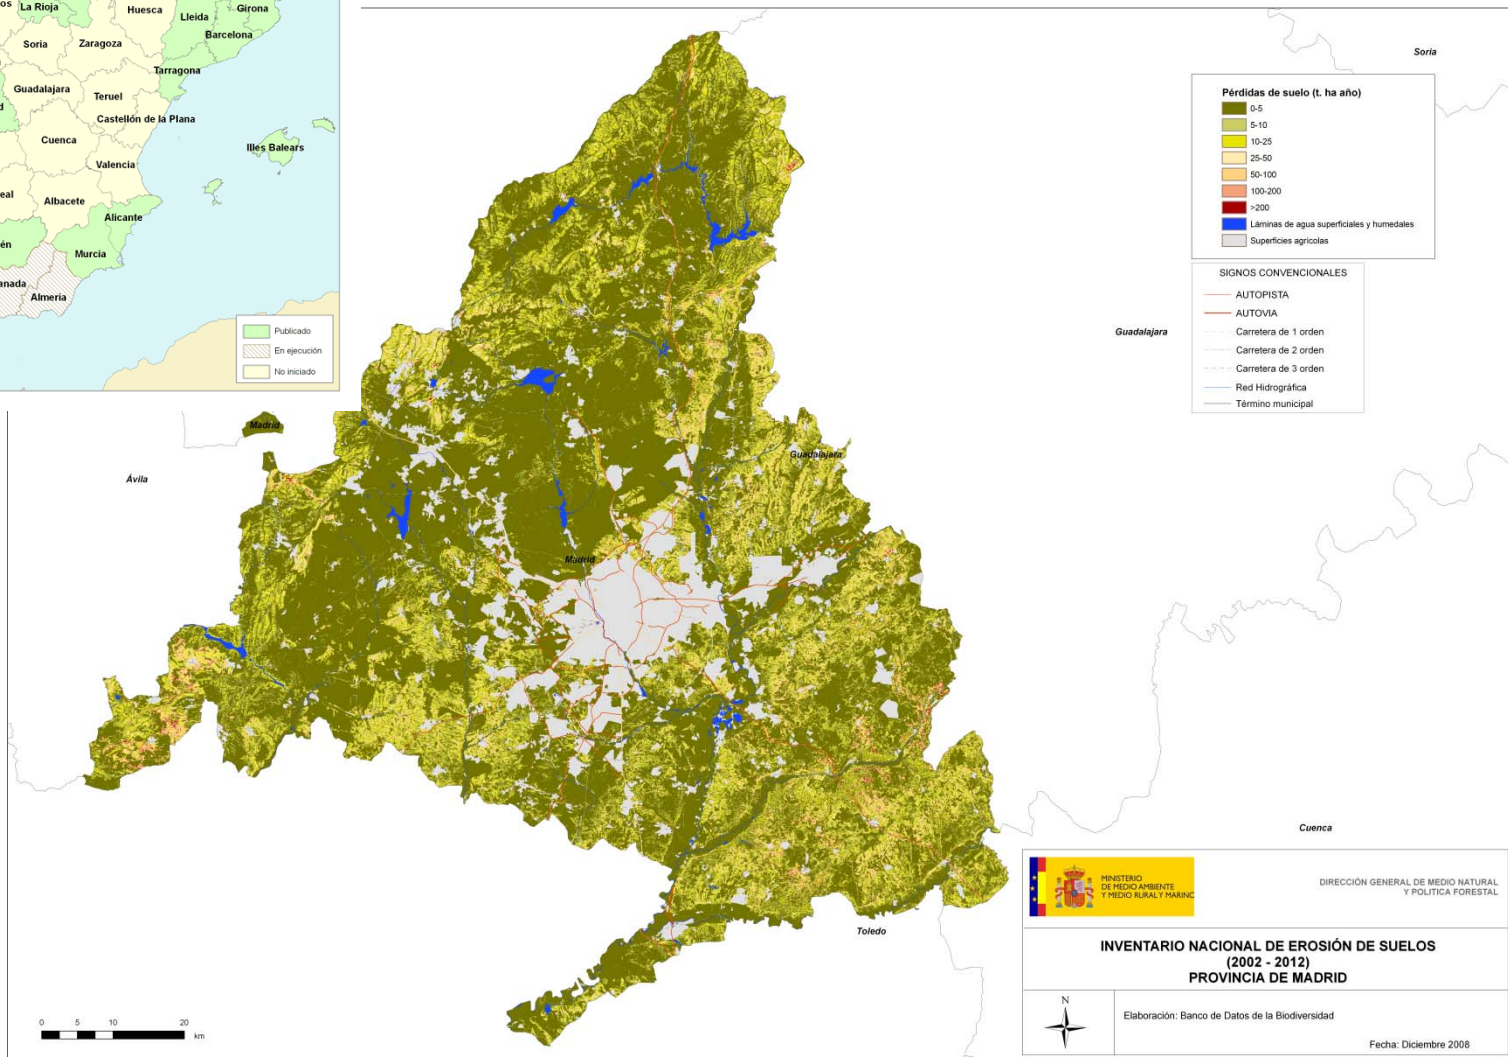 La Rioja
Huesca
Lleida
Girona
Soria
Zaragoza
Barcelona
Tarragona
Guadalajara
Teruel
Castellón de la Plana
Cuenca
Illes Balears
Valencia
Albacete
Alicante
Murcia
Almería
Publicado
En ejecución
No iniciado
Soria
Pérdidas de suelo (t. ha año)
0-5
5-10
10-25
25-50
50-100
100-200
>200
Láminas de agua superficiales y humedales
Superficies agrícolas
SIGNOS CONVENCIONALES
AUTOPISTA
AUTOVIA
Carretera de 1 orden
Carretera de 2 orden
Carretera de 3 orden
Red Hidrográfica
Término municipal
Guadalajara
Madrid
Ávila
Guadalajara
Madrid
Cuenca
Toledo
MINISTERIO
DE MEDIO AMBIENTE
Y MEDIO RURAL Y MARINO
DIRECCIÓN GENERAL DE MEDIO NATURAL
Y POLITICA FORESTAL
INVENTARIO NACIONAL DE EROSIÓN DE SUELOS
(2002 - 2012)
PROVINCIA DE MADRID
N
Elaboración: Banco de Datos de la Biodiversidad
Fecha: Diciembre 2008
0 5 10 20
km